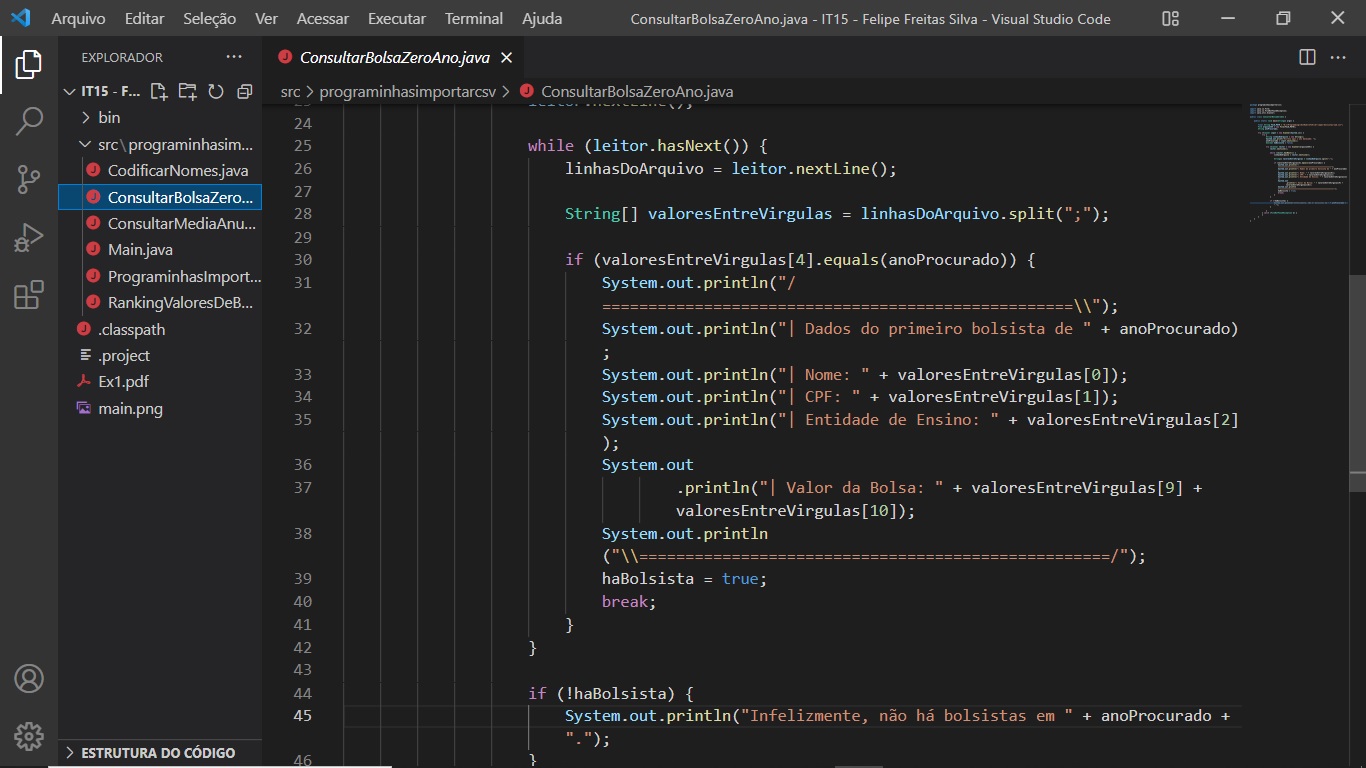 Arquivo Editar Seleção Ver Acessar Executar Terminal Ajuda ConsultarBolsaZeroAno.java - IT15 - Felipe Freitas Silva - Visual Studio Code
EXPLORADOR
IT15 - F...
bin
src\programinhasim...
CodificarNomes.java
ConsultarBolsaZero...
ConsultarMediaAnu...
Main.java
PrograminhasImport...
RankingValoresDeB...
.classpath
.project
Ex1.pdf
main.png
ESTRUTURA DO CÓDIGO
ConsultarBolsaZeroAno.java
src > programinhasimportarcsv > ConsultarBolsaZeroAno.java
23 leitor.nextLine();
24
25 while (leitor.hasNext()) {
26 linhasDoArquivo = leitor.nextLine();
27
28 String[] valoresEntreVirgulas = linhasDoArquivo.split(";");
29
30 if (valoresEntreVirgulas[4].equals(anoProcurado)) {
31 System.out.println("/
===================================================\\");
32 System.out.println("| Dados do primeiro bolsista de " + anoProcurado)
;
33 System.out.println("| Nome: " + valoresEntreVirgulas[0]);
34 System.out.println("| CPF: " + valoresEntreVirgulas[1]);
35 System.out.println("| Entidade de Ensino: " + valoresEntreVirgulas[2]
);
36 System.out
37 .println("| Valor da Bolsa: " + valoresEntreVirgulas[9] +
valoresEntreVirgulas[10]);
38 System.out.println
("\\===================================================/");
39 haBolsista = true;
40 break;
41 }
42 }
43
44 if (!haBolsista) {
45 System.out.println("Infelizmente, não há bolsistas em " + anoProcurado +
".");
46 }